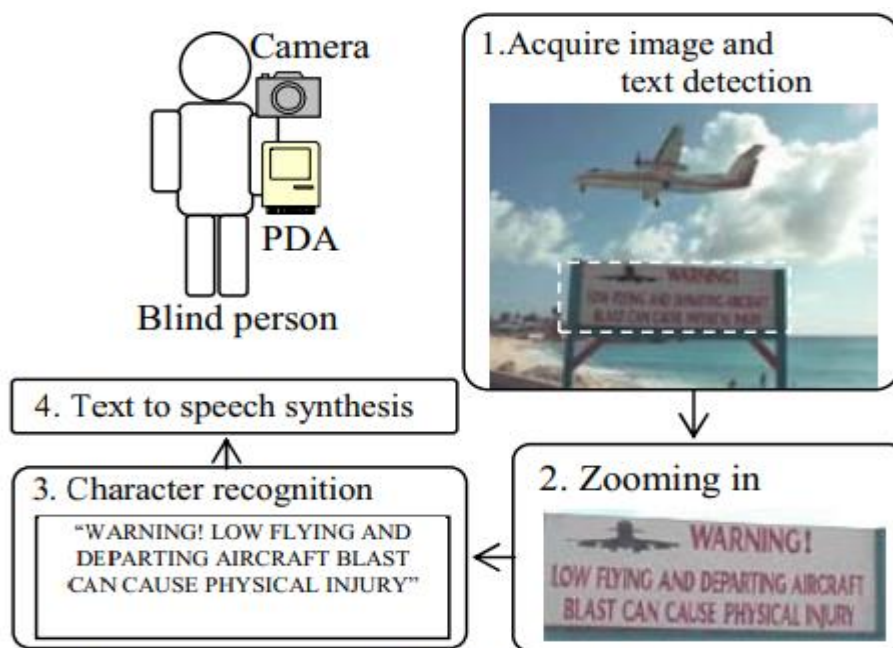 Camera
PDA
Blind person
1.Acquire image and
text detection
WARNING!
LOW FLYING AND DEPARTING AIRCRAFT
BLAST CAN CAUSE PHYSICAL INJURY
2. Zooming in
WARNING!
LOW FLYING AND DEPARTING AIRCRAFT
BLAST CAN CAUSE PHYSICAL INJURY
3. Character recognition
“WARNING! LOW FLYING AND
DEPARTING AIRCRAFT BLAST
CAN CAUSE PHYSICAL INJURY”
4. Text to speech synthesis